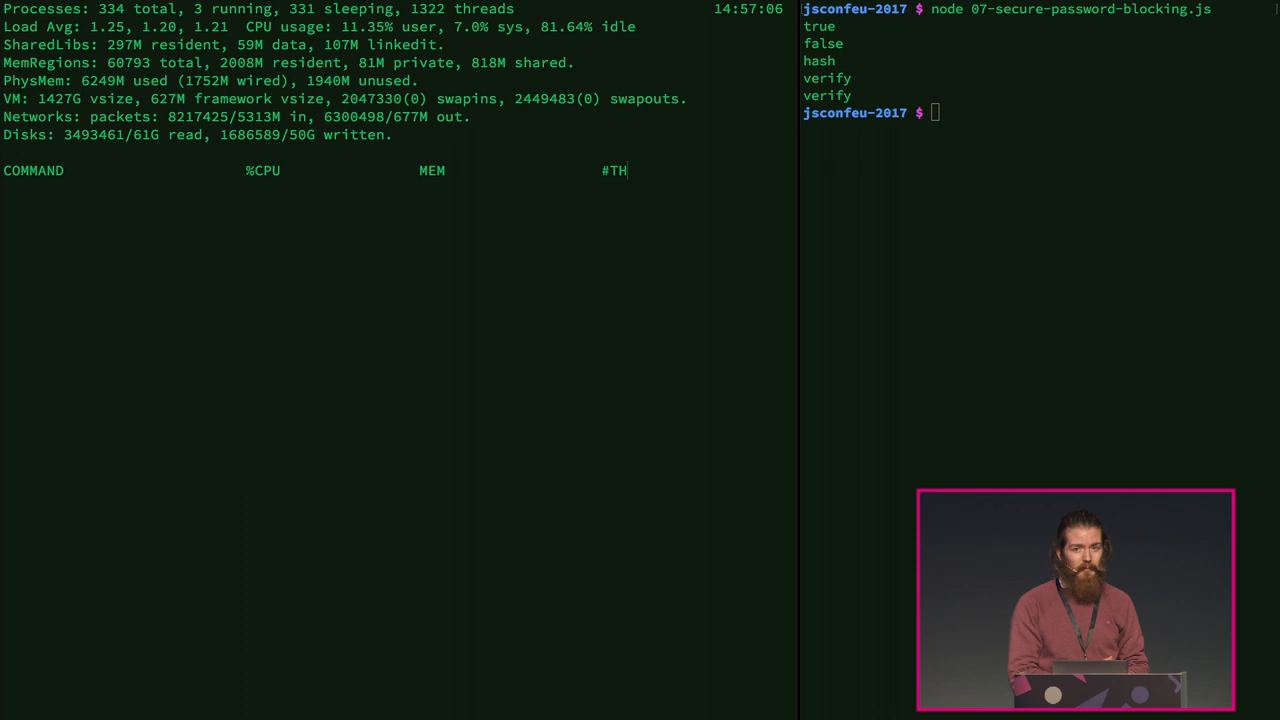 Processes: 334 total, 3 running, 331 sleeping, 1322 threads 14:57:06
Load Avg: 1.25, 1.20, 1.21 CPU usage: 11.35% user, 7.0% sys, 81.64% idle
SharedLibs: 297M resident, 59M data, 107M linkedit.
MemRegions: 60793 total, 2008M resident, 81M private, 818M shared.
PhysMem: 6249M used (1752M wired), 1940M unused.
VM: 1427G vsize, 627M framework vsize, 2047330(0) swapins, 2449483(0) swapouts.
Networks: packets: 8217425/5313M in, 6300498/677M out.
Disks: 3493461/61G read, 1686589/50G written.
COMMAND %CPU MEM #TH
jsconfeu-2017 $ node 07-secure-password-blocking.js
true
false
hash
verify
verify
jsconfeu-2017 $